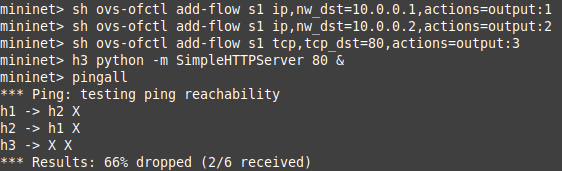 mininet> sh ovs-ofctl add-flow s1 ip,nw_dst=10.0.0.1,actions=output:1
mininet> sh ovs-ofctl add-flow s1 ip,nw_dst=10.0.0.2,actions=output:2
mininet> sh ovs-ofctl add-flow s1 tcp,tcp_dst=80,actions=output:3
mininet> h3 python -m SimpleHTTPServer 80 &
mininet> pingall
*** Ping: testing ping reachability
h1 -> h2 X
h2 -> h1 X
h3 -> X X
*** Results: 66% dropped (2/6 received)